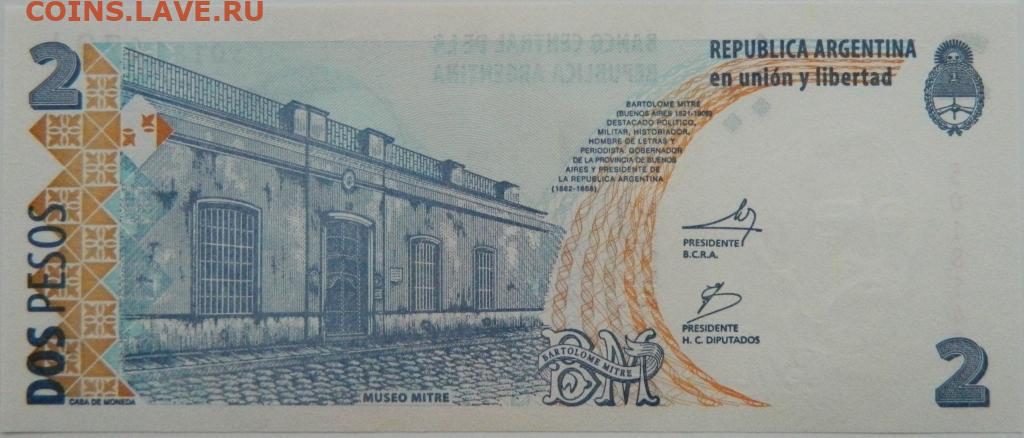 COINS.LAVE.RU
2
DOS PESOS
CASA DE MONEDA
MUSEO MITRE
BANCO CENTRAL DE LA
REPUBLICA ARGENTINA
REPUBLICA ARGENTINA
en unión y libertad
BARTOLOME MITRE
(BUENOS AIRES 1821-1906)
DESTACADO POLITICO,
MILITAR, HISTORIADOR,
HOMBRE DE LETRAS Y
PERIODISTA. GOBERNADOR
DE LA PROVINCIA DE BUENOS
AIRES Y PRESIDENTE DE
LA REPUBLICA ARGENTINA
(1862-1868)
PRESIDENTE
B.C.R.A.
PRESIDENTE
H. C. DIPUTADOS
BM
BARTOLOME MITRE
2